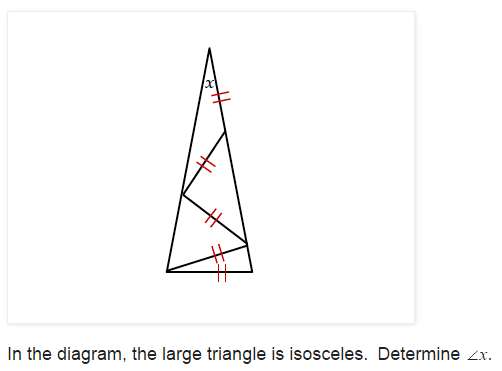 x
In the diagram, the large triangle is isosceles. Determine ∠x.